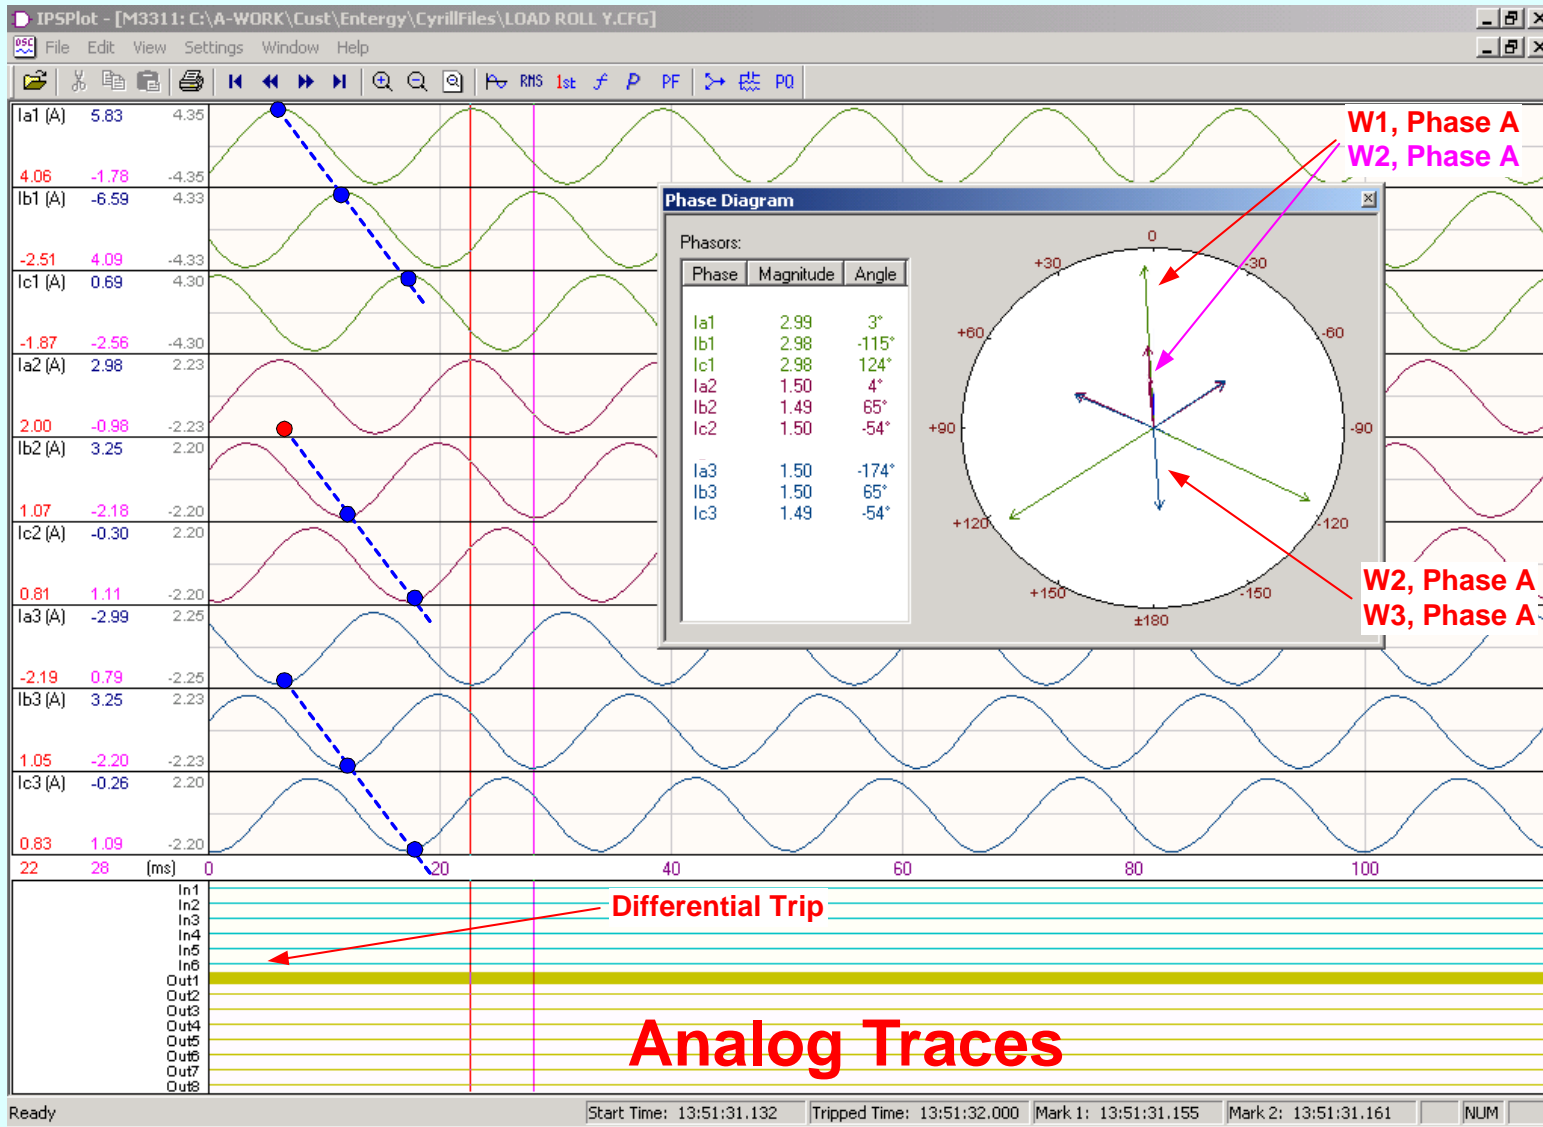 IPSPlot - [M3311: C:\A-WORK\Cust\Entergy\CyrillFiles\LOAD ROLL Y.CFG]
OSC File Edit View Settings Window Help
RMS 1st f P PF PQ
Ia1 (A) 5.83 4.35
4.06 -1.78 -4.35
Ib1 (A) -6.59 4.33
-2.51 4.09 -4.33
Ic1 (A) 0.69 4.30
-1.87 -2.56 -4.30
Ia2 (A) 2.98 2.23
2.00 -0.98 -2.23
Ib2 (A) 3.25 2.20
1.07 -2.18 -2.20
Ic2 (A) -0.30 2.20
0.81 1.11 -2.20
Ia3 (A) -2.99 2.25
-2.19 0.79 -2.25
Ib3 (A) 3.25 2.23
1.05 -2.20 -2.23
Ic3 (A) -0.26 2.20
0.83 1.09 -2.20
22 28 (ms) 0 20 40 60 80 100
W1, Phase A
W2, Phase A
Phase Diagram
Phasors:
Phase Magnitude Angle
Ia1 2.99 3°
Ib1 2.98 -115°
Ic1 2.98 124°
Ia2 1.50 4°
Ib2 1.49 65°
Ic2 1.50 -54°
Ia3 1.50 -174°
Ib3 1.50 65°
Ic3 1.49 -54°
0
+30 -30
+60 -60
+90 -90
+120 -120
+150 -150
±180
W2, Phase A
W3, Phase A
In1
In2
In3
In4
In5
In6
Out1
Out2
Out3
Out4
Out5
Out6
Out7
Out8
Differential Trip
Analog Traces
Ready Start Time: 13:51:31.132 Tripped Time: 13:51:32.000 Mark 1: 13:51:31.155 Mark 2: 13:51:31.161 NUM